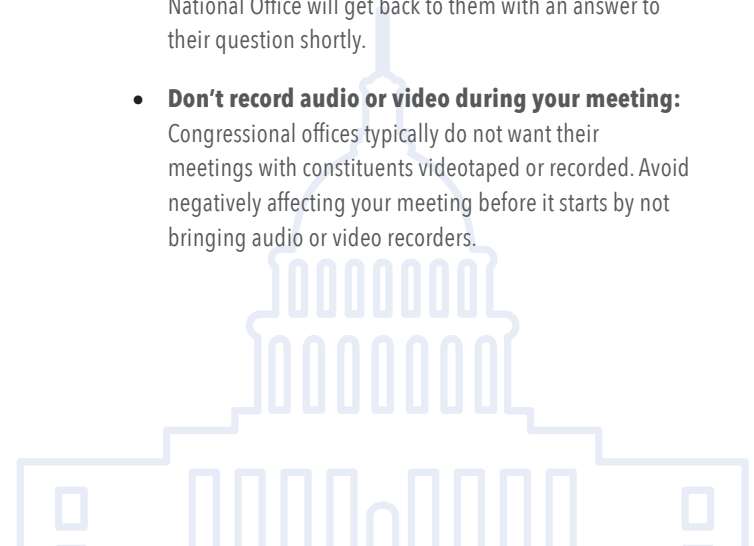 National Office will get back to them with an answer to
their question shortly.
• Don't record audio or video during your meeting:
Congressional offices typically do not want their
meetings with constituents videotaped or recorded. Avoid
negatively affecting your meeting before it starts by not
bringing audio or video recorders.